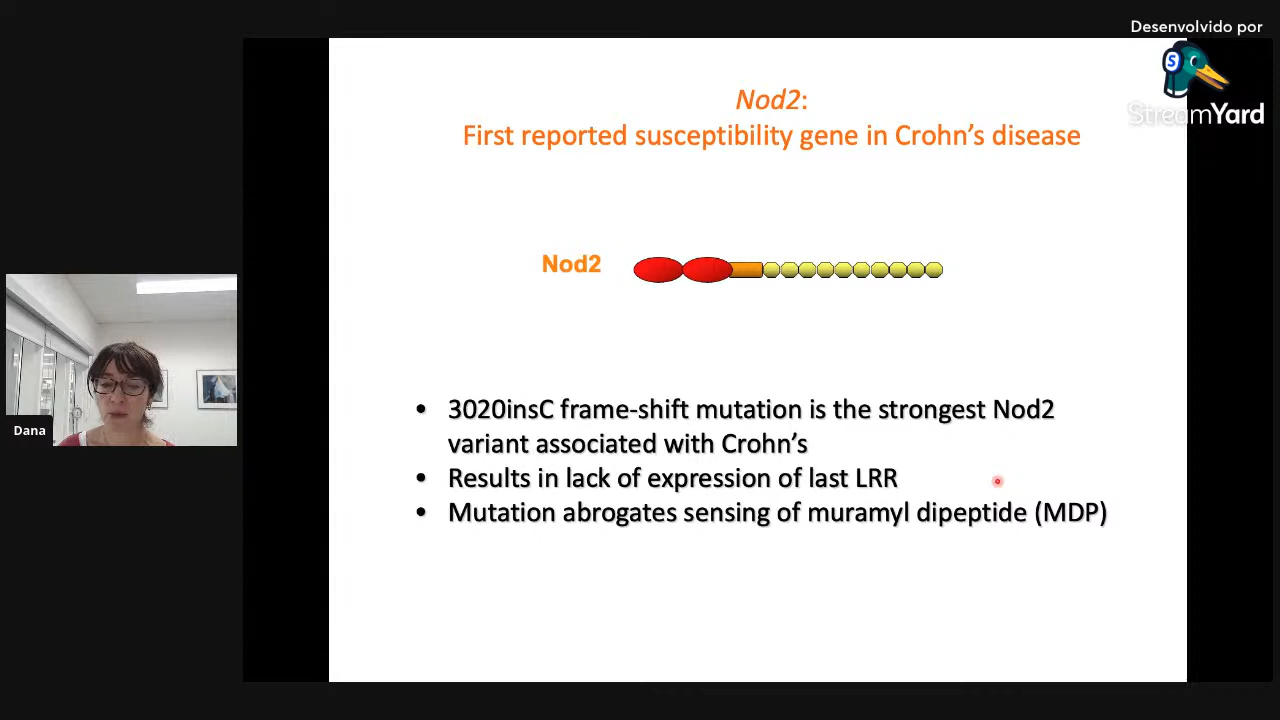 Desenvolvido por
S
StreamYard
Nod2:
First reported susceptibility gene in Crohn’s disease
Nod2
• 3020insC frame-shift mutation is the strongest Nod2
variant associated with Crohn’s
• Results in lack of expression of last LRR
• Mutation abrogates sensing of muramyl dipeptide (MDP)
Dana